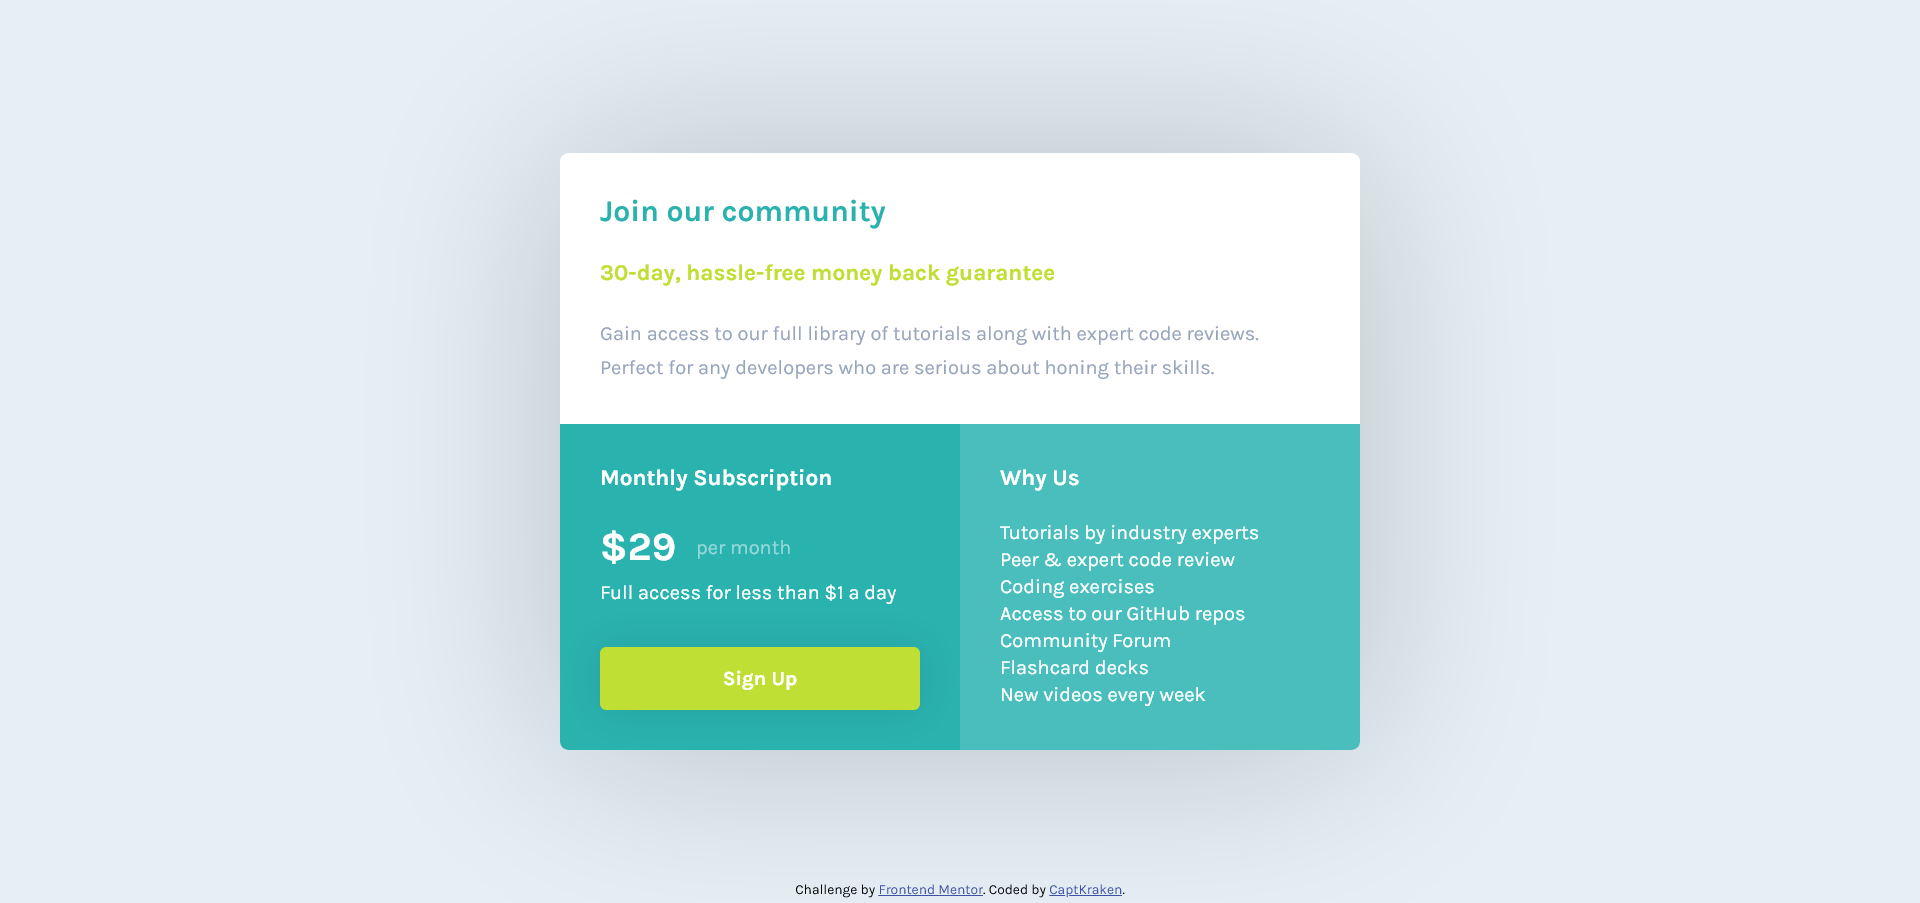 Join our community
30-day, hassle-free money back guarantee
Gain access to our full library of tutorials along with expert code reviews.
Perfect for any developers who are serious about honing their skills.
Monthly Subscription
$29 per month
Full access for less than $1 a day
Sign Up
Why Us
Tutorials by industry experts
Peer & expert code review
Coding exercises
Access to our GitHub repos
Community Forum
Flashcard decks
New videos every week
Challenge by Frontend Mentor. Coded by CaptKraken.